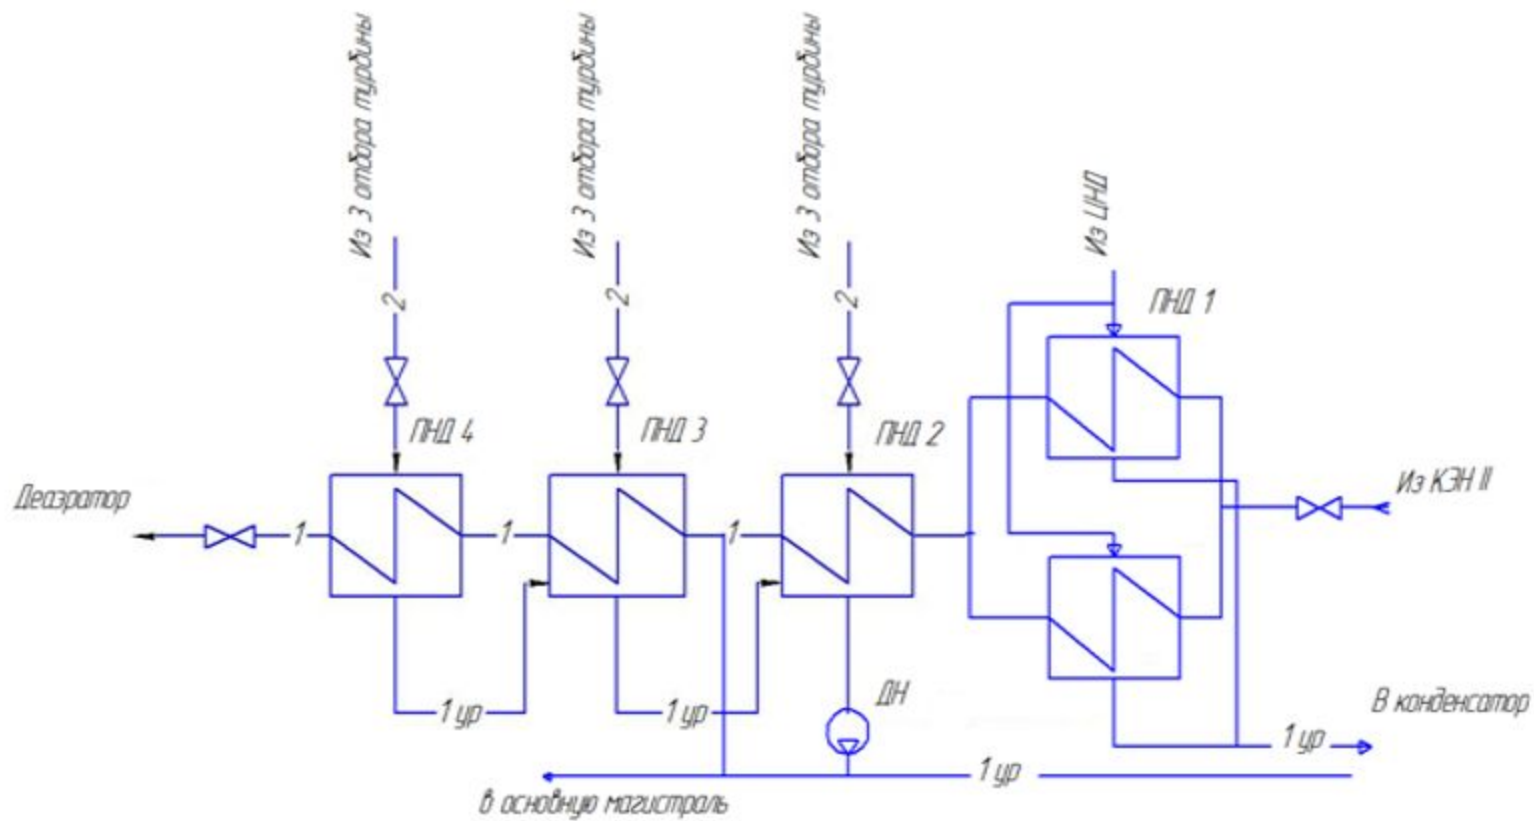 Из 3 отбора турбины
Из 3 отбора турбины
Из 3 отбора турбины
Из ЦНД
2
2
2
ПНД 1
ПНД 4
ПНД 3
ПНД 2
Деаэратор
Из КЭН II
1
1
1
ДН
1 ур
1 ур
В конденсатор
1 ур
1 ур
в основную магистраль